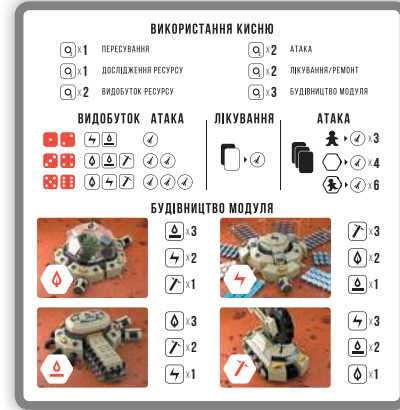 ВИКОРИСТАННЯ КИСНЮ
x1 ПЕРЕСУВАННЯ
x2 АТАКА
x1 ДОСЛІДЖЕННЯ РЕСУРСУ
x2 ЛІКУВАННЯ/РЕМОНТ
x2 ВИДОБУТОК РЕСУРСУ
x3 БУДІВНИЦТВО МОДУЛЯ
ВИДОБУТОК АТАКА
ЛІКУВАННЯ
АТАКА
x3
x4
x6
БУДІВНИЦТВО МОДУЛЯ
x3
x2
x1
x3
x2
x1
x3
x2
x1
x3
x2
x1